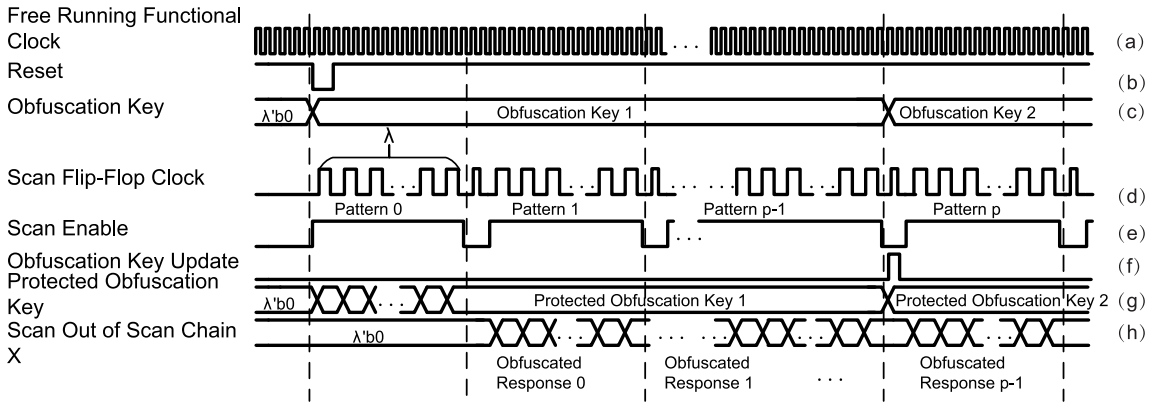 Free Running Functional
Clock
. . .
(a)
Reset
(b)
Obfuscation Key
λ'b0
Obfuscation Key 1
Obfuscation Key 2
(c)
λ
Scan Flip-Flop Clock
(d)
Pattern 0
Pattern 1
Pattern p-1
Pattern p
Scan Enable
(e)
Obfuscation Key Update
(f)
Protected Obfuscation
Key
λ'b0
Protected Obfuscation Key 1
Protected Obfuscation Key 2
(g)
Scan Out of Scan Chain
X
λ'b0
(h)
Obfuscated
Response 0
Obfuscated
Response 1
. . .
Obfuscated
Response p-1